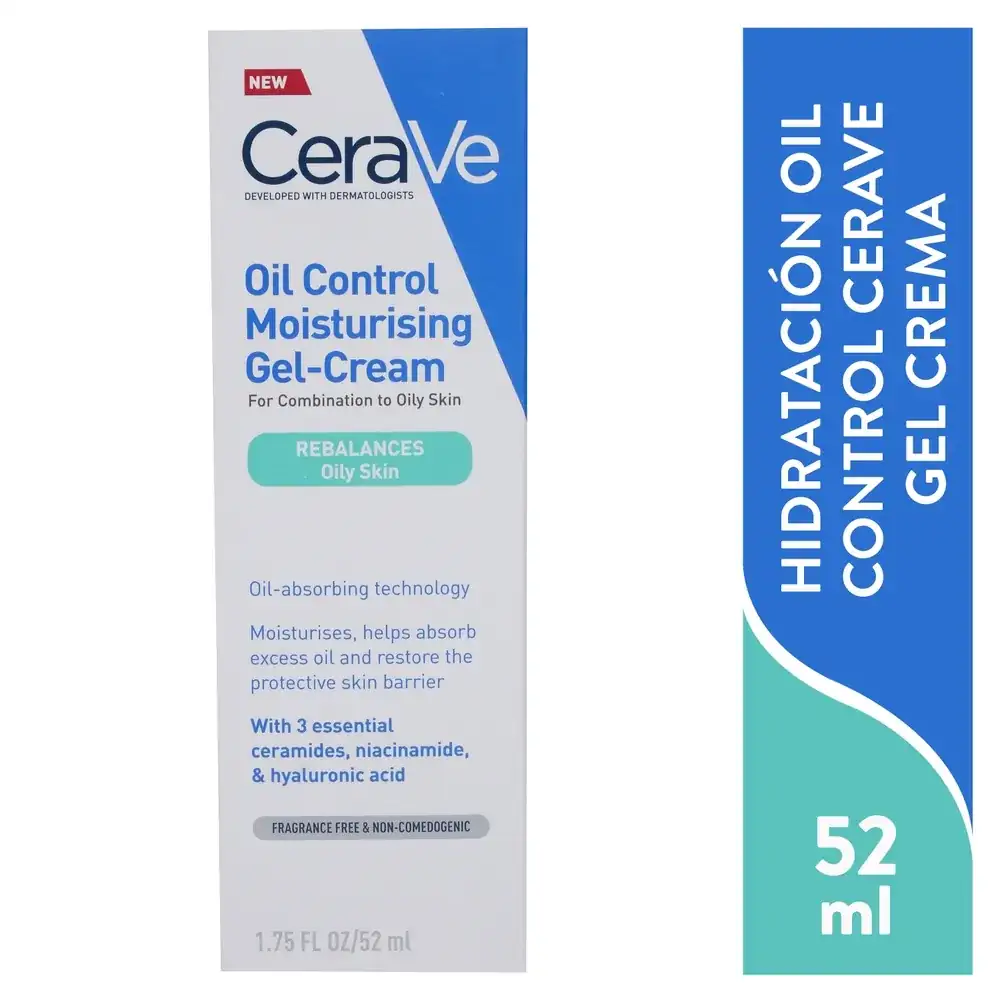 NEW
CeraVe
DEVELOPED WITH DERMATOLOGISTS
Oil Control
Moisturising
Gel-Cream
For Combination to Oily Skin
REBALANCES
Oily Skin
Oil-absorbing technology
Moisturises, helps absorb
excess oil and restore the
protective skin barrier
With 3 essential
ceramides, niacinamide,
& hyaluronic acid
FRAGRANCE FREE & NON-COMEDOGENIC
1.75 FL OZ/52 ml
HIDRATACIÓN OIL
CONTROL CERAVE
GEL CREMA
52
ml